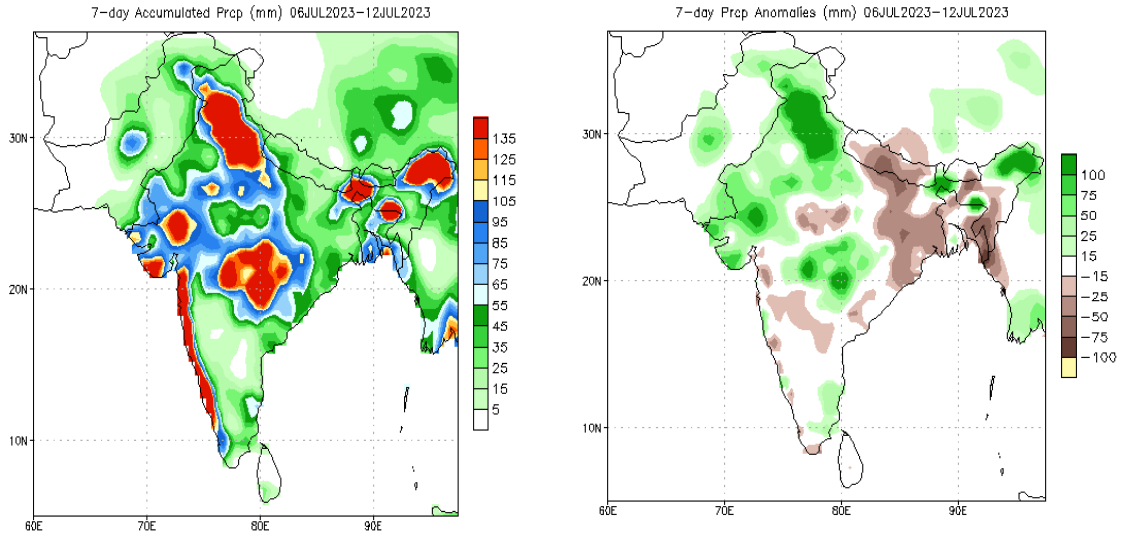 7-day Accumulated Prcp (mm) 06JUL2023-12JUL2023
30N
20N
10N
60E
70E
80E
90E
135
125
115
105
95
85
75
65
55
45
35
25
15
5
7-day Prcp Anomalies (mm) 06JUL2023-12JUL2023
30N
20N
10N
60E
70E
80E
90E
100
75
50
25
15
-15
-25
-50
-75
-100